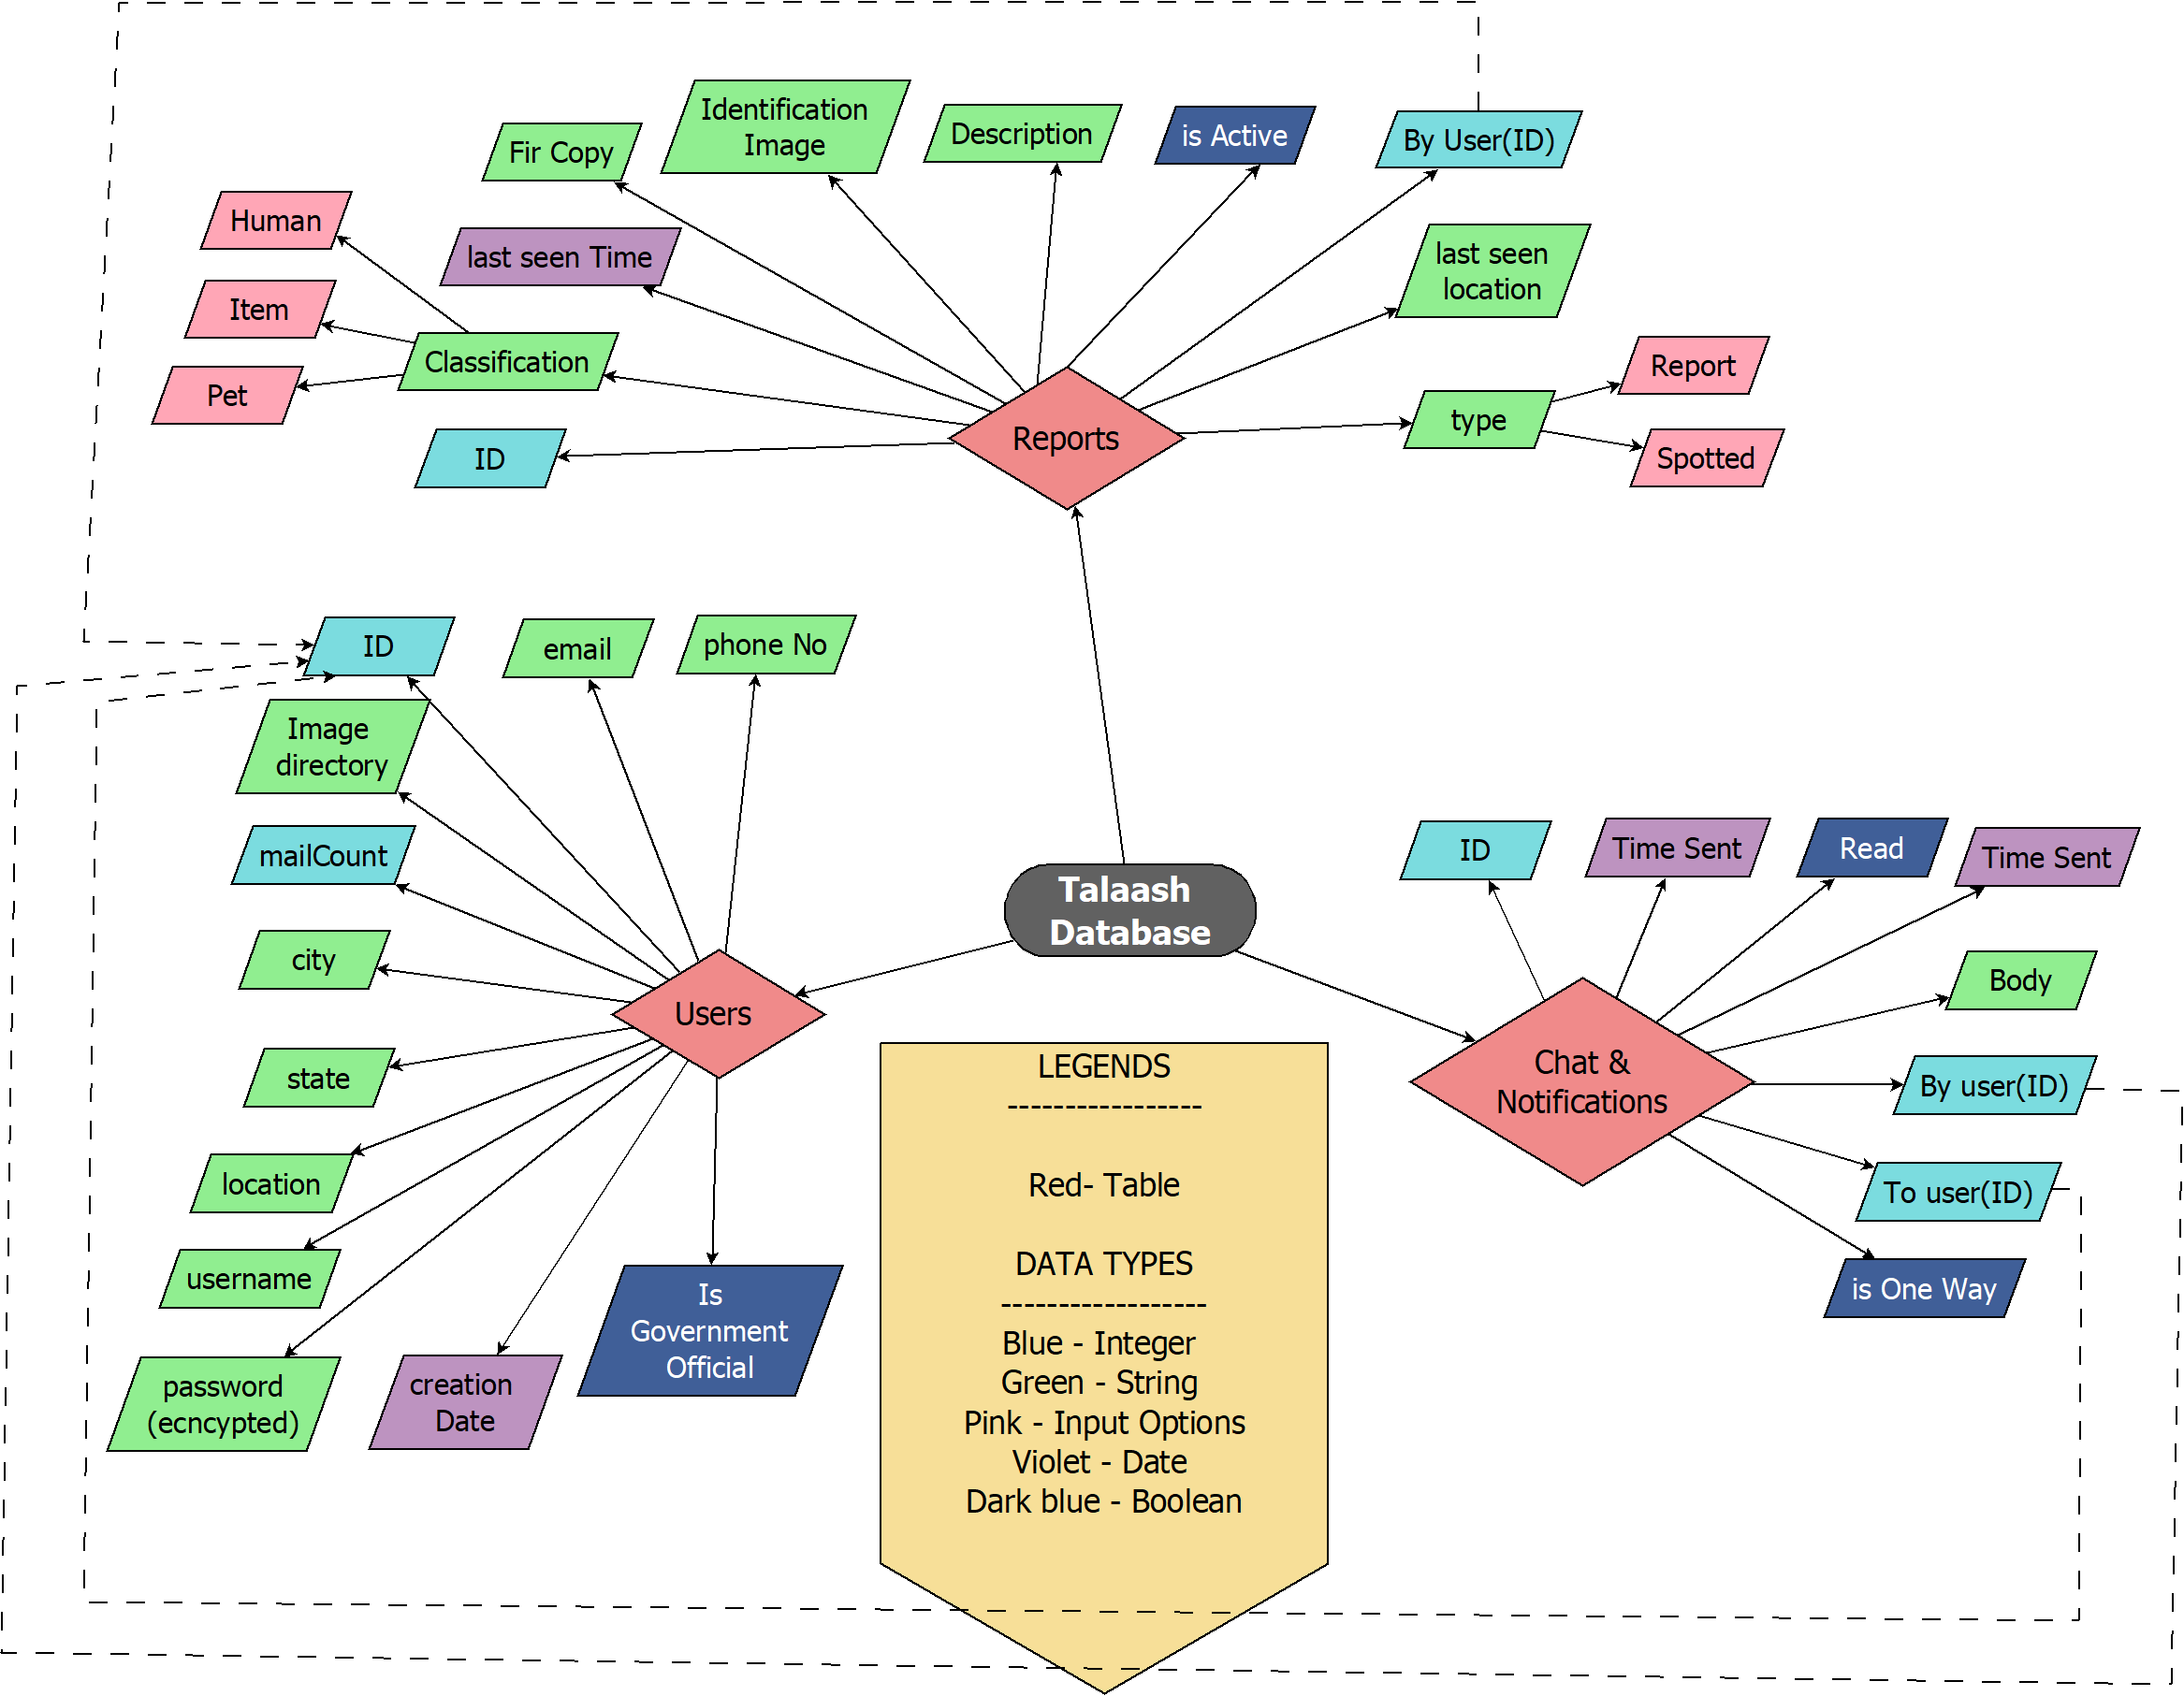 Identification
Image
Description
is Active
By User(ID)
Fir Copy
Human
last seen Time
last seen
location
Item
Classification
Pet
Report
type
Reports
ID
Spotted
ID
email
phone No
Image
directory
mailCount
city
Talaash
Database
Users
state
location
username
password
(ecncypted)
creation
Date
Is
Government
Official
ID
Time Sent
Read
Time Sent
Body
Chat &
Notifications
By user(ID)
To user(ID)
is One Way
LEGENDS
-----------------
Red- Table
DATA TYPES
------------------
Blue - Integer
Green - String
Pink - Input Options
Violet - Date
Dark blue - Boolean